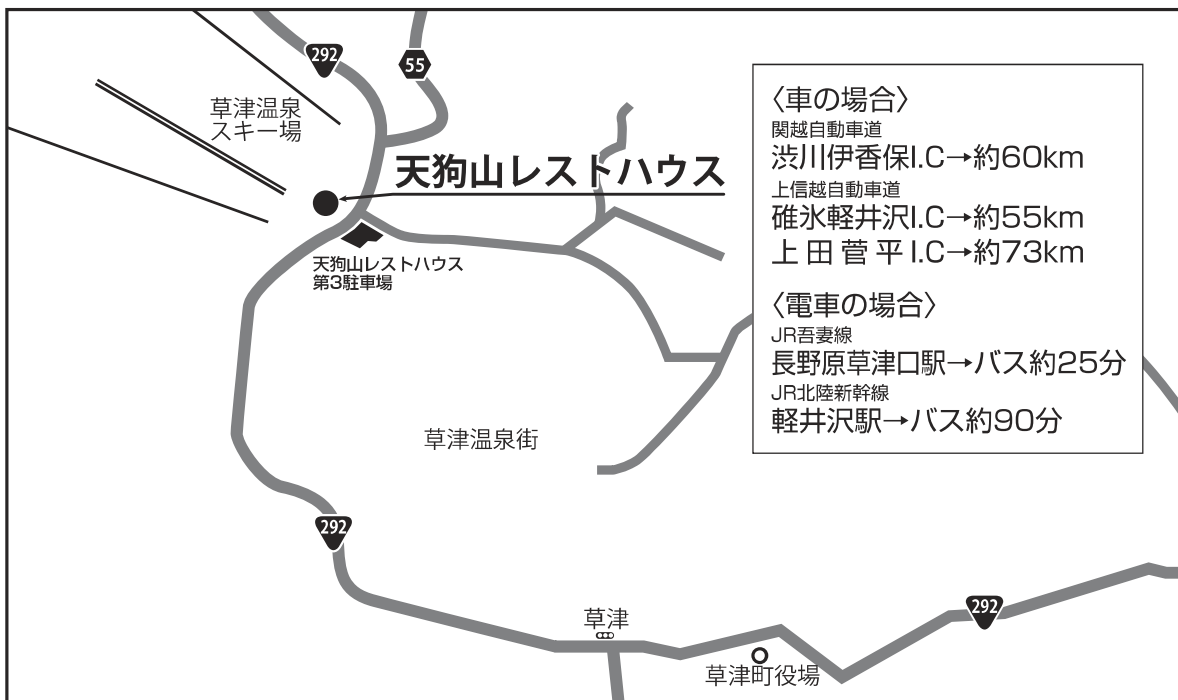 292
55
草津温泉
スキー場
天狗山レストハウス
天狗山レストハウス
第3駐車場
〈車の場合〉
関越自動車道
渋川伊香保I.C→約60km
上信越自動車道
碓氷軽井沢I.C→約55km
上田菅平I.C→約73km
〈電車の場合〉
JR吾妻線
長野原草津口駅→バス約25分
JR北陸新幹線
軽井沢駅→バス約90分
草津温泉街
292
草津
292
草津町役場